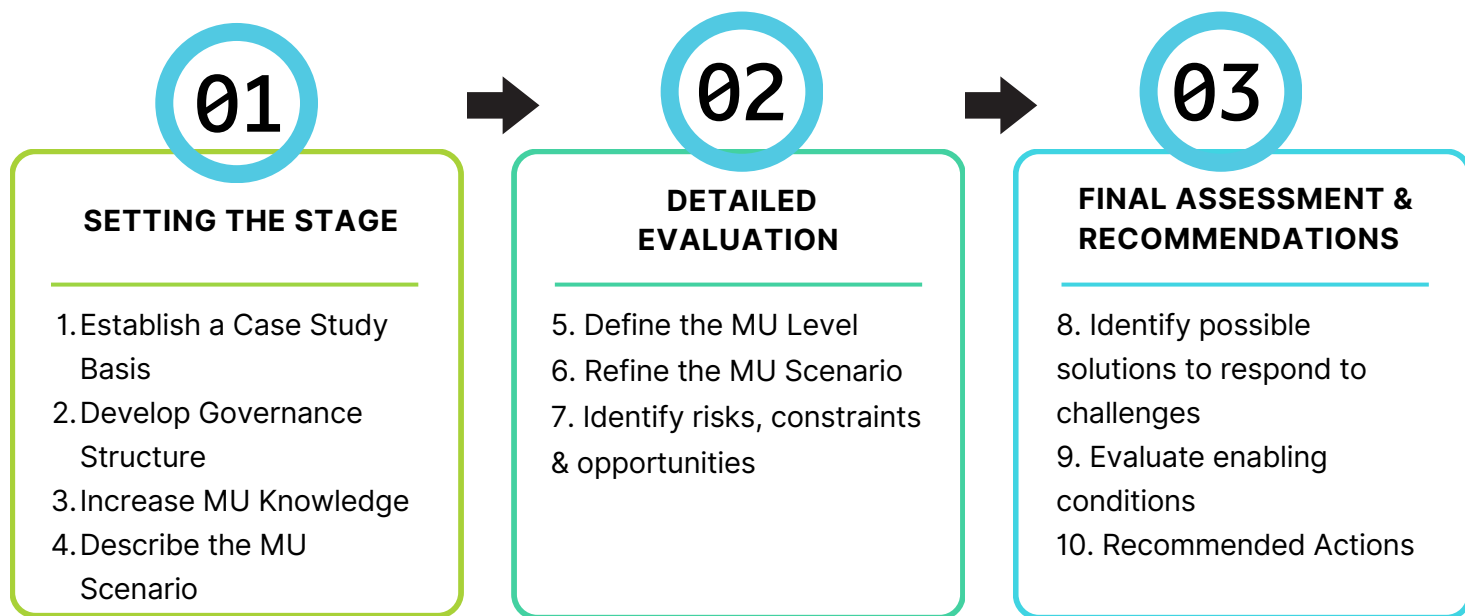 01
SETTING THE STAGE
1. Establish a Case Study
Basis
2. Develop Governance
Structure
3. Increase MU Knowledge
4. Describe the MU
Scenario
02
DETAILED
EVALUATION
5. Define the MU Level
6. Refine the MU Scenario
7. Identify risks, constraints
& opportunities
03
FINAL ASSESSMENT &
RECOMMENDATIONS
8. Identify possible
solutions to respond to
challenges
9. Evaluate enabling
conditions
10. Recommended Actions